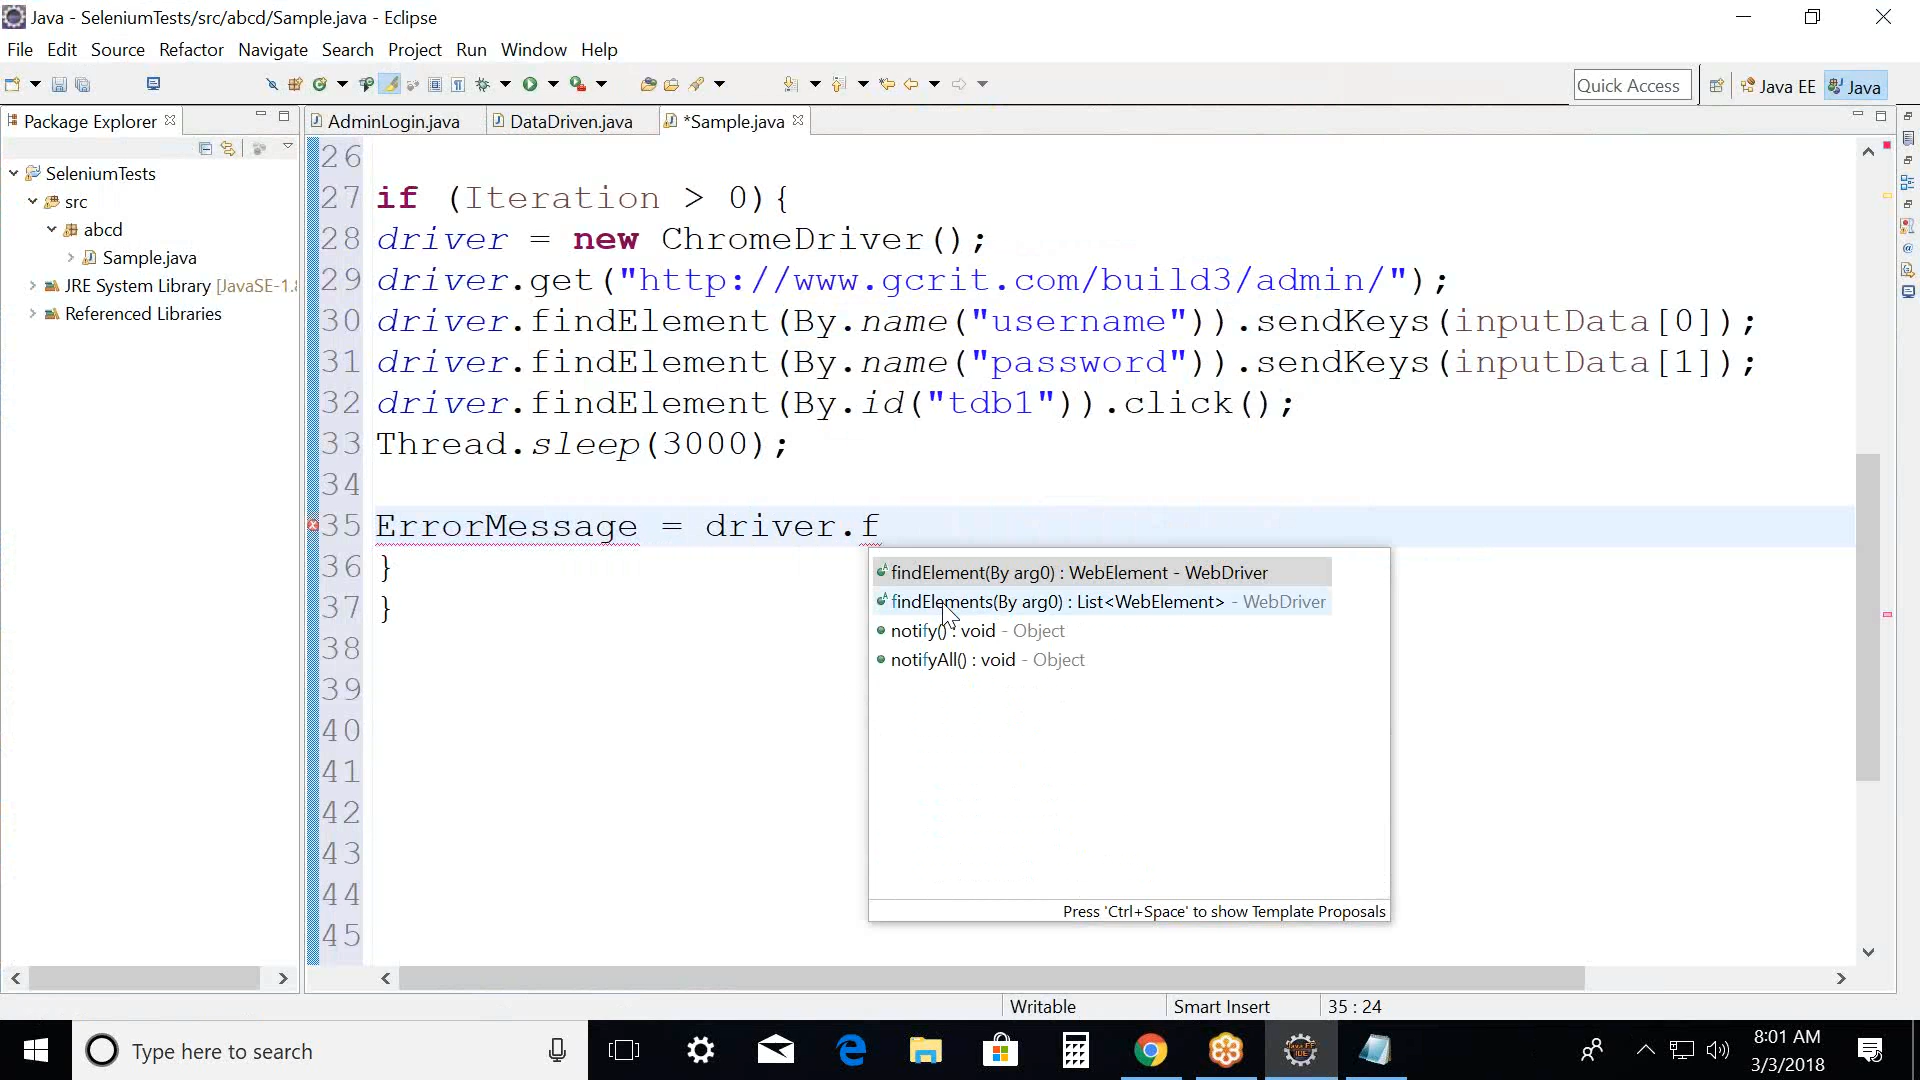 Java - SeleniumTests/src/abcd/Sample.java - Eclipse
File Edit Source Refactor Navigate Search Project Run Window Help
Quick Access
Java EE
Java
Package Explorer
AdminLogin.java
DataDriven.java
*Sample.java
SeleniumTests
src
abcd
Sample.java
JRE System Library [JavaSE-1.8
Referenced Libraries
26
27 if (Iteration > 0){
28 driver = new ChromeDriver();
29 driver.get("http://www.gcrit.com/build3/admin/");
30 driver.findElement(By.name("username")).sendKeys(inputData[0]);
31 driver.findElement(By.name("password")).sendKeys(inputData[1]);
32 driver.findElement(By.id("tdb1")).click();
33 Thread.sleep(3000);
34
35 ErrorMessage = driver.f
36 }
37 }
38
39
40
41
42
43
44
45
findElement(By arg0) : WebElement - WebDriver
findElements(By arg0) : List<WebElement> - WebDriver
notify() : void - Object
notifyAll() : void - Object
Press 'Ctrl+Space' to show Template Proposals
Writable
Smart Insert
35 : 24
Type here to search
Java EE
IDE
8:01 AM
3/3/2018